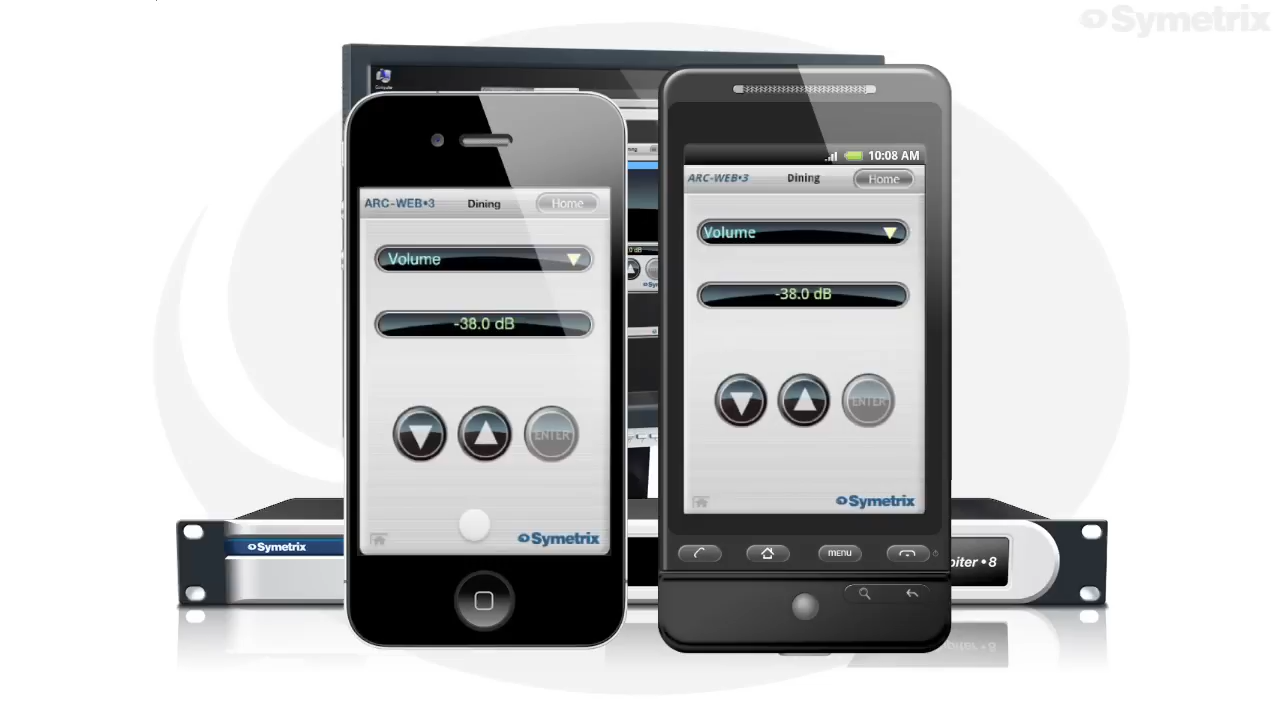 Symetrix
10:08 AM
ARC-WEB•3 Dining Home
Volume
-38.0 dB
ENTER
Symetrix
ARC-WEB•3 Dining Home
Volume
-38.0 dB
ENTER
Symetrix
MENU
Symetrix
piter•8